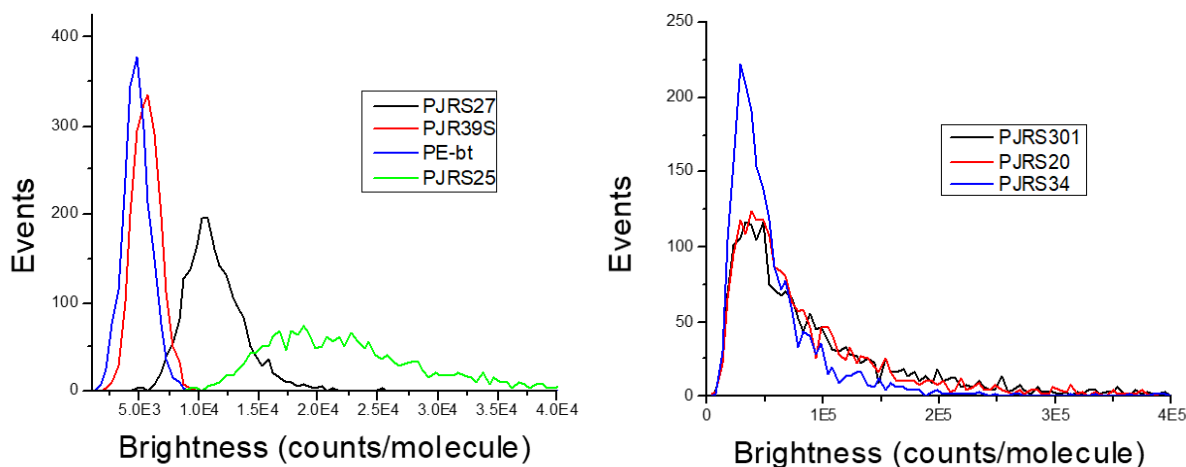 400
300
200
100
0
Events
PJRS27
PJR39S
PE-bt
PJRS25
5.0E3 1.0E4 1.5E4 2.0E4 2.5E4 3.0E4 3.5E4 4.0E4
Brightness (counts/molecule)
250
200
150
100
50
0
Events
PJRS301
PJRS20
PJRS34
0 1E5 2E5 3E5 4E5
Brightness (counts/molecule)